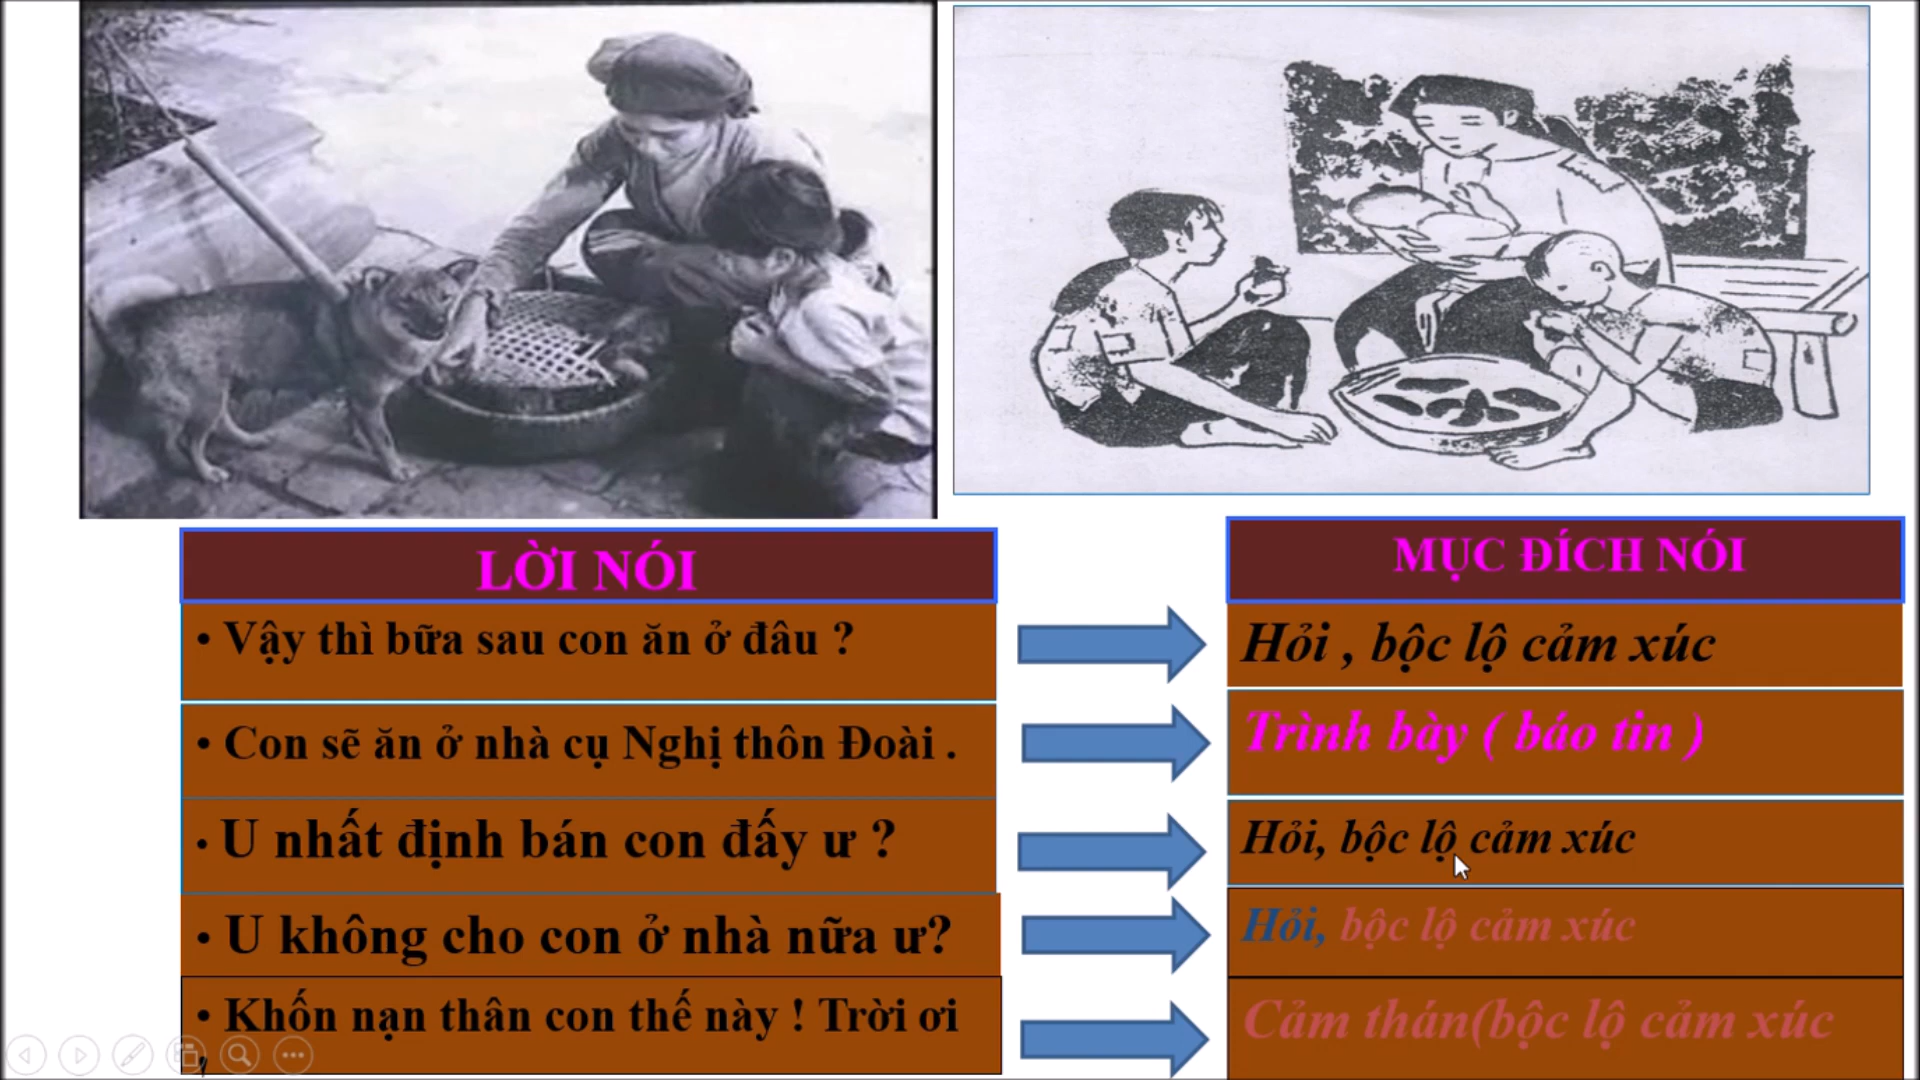 LỜI NÓI
MỤC ĐÍCH NÓI
• Vậy thì bữa sau con ăn ở đâu ?
Hỏi , bộc lộ cảm xúc
• Con sẽ ăn ở nhà cụ Nghị thôn Đoài .
Trình bày ( báo tin )
• U nhất định bán con đấy ư ?
Hỏi, bộc lộ cảm xúc
• U không cho con ở nhà nữa ư?
Hỏi, bộc lộ cảm xúc
• Khốn nạn thân con thế này ! Trời ơi
Cảm thán(bộc lộ cảm xúc